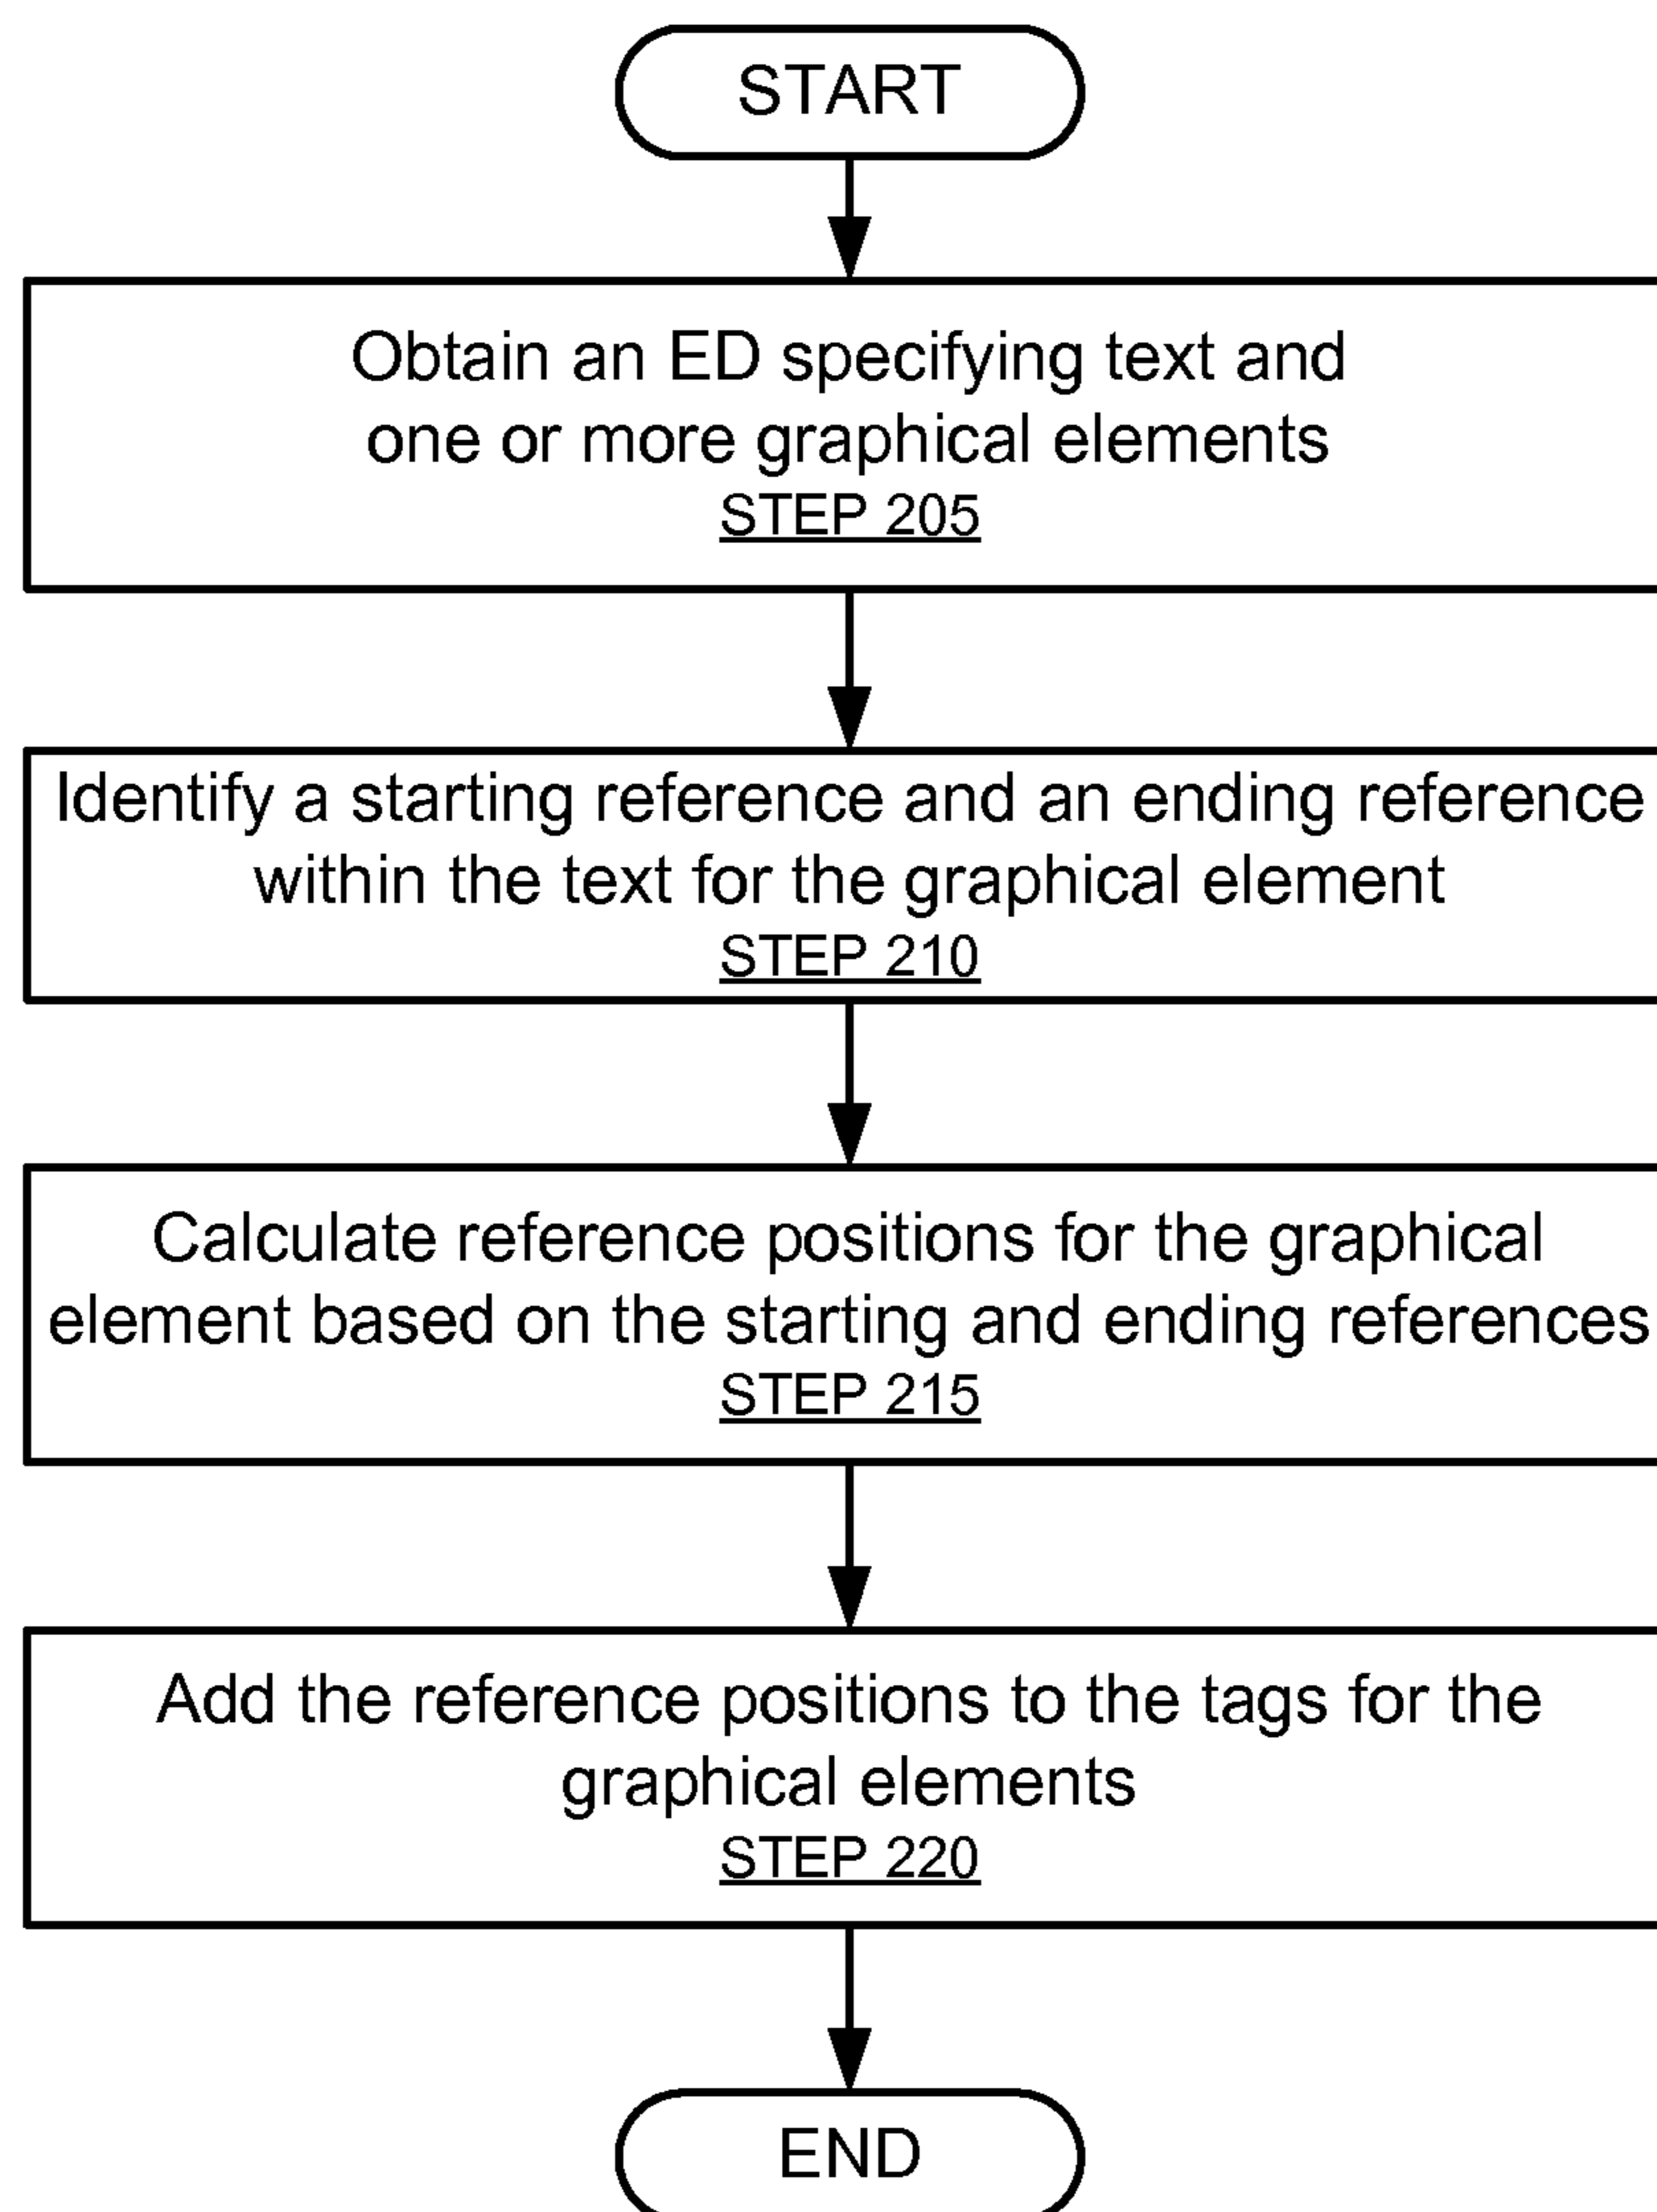 START
Obtain an ED specifying text and
one or more graphical elements
STEP 205
Identify a starting reference and an ending reference
within the text for the graphical element
STEP 210
Calculate reference positions for the graphical
element based on the starting and ending references
STEP 215
Add the reference positions to the tags for the
graphical elements
STEP 220
END